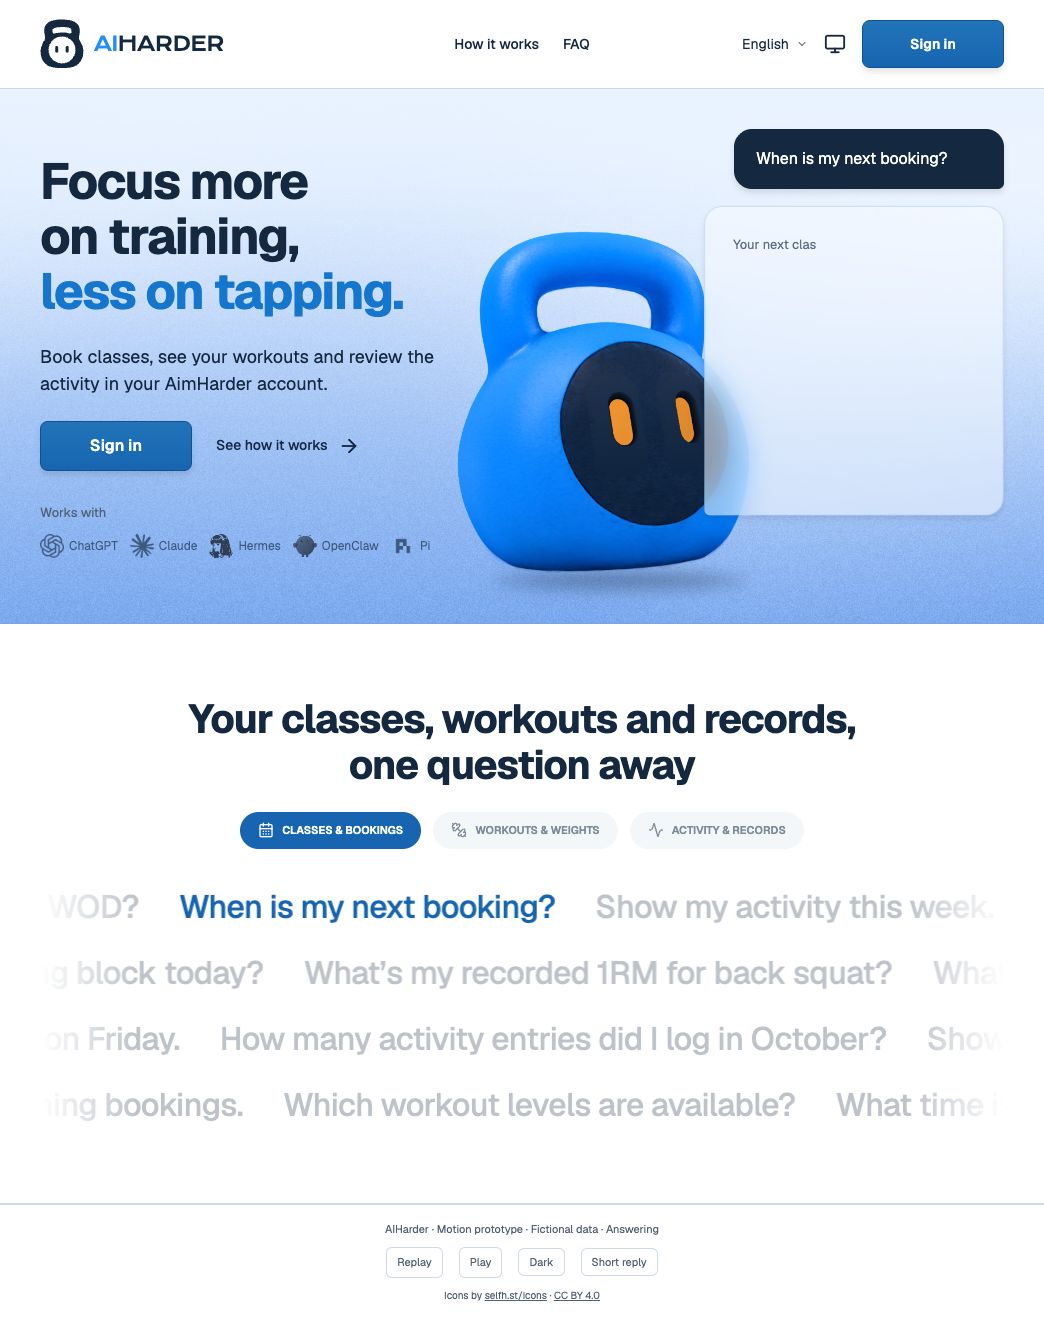 AIHARDER
How it works
FAQ
English
Sign in
Focus more
on training,
less on tapping.
Book classes, see your workouts and review the
activity in your AimHarder account.
Sign in
See how it works
Works with
ChatGPT
Claude
Hermes
OpenClaw
Pi
When is my next booking?
Your next clas
Your classes, workouts and records,
one question away
CLASSES & BOOKINGS
WORKOUTS & WEIGHTS
ACTIVITY & RECORDS
WOD? When is my next booking? Show my activity this week.
g block today? What's my recorded 1RM for back squat? What
on Friday. How many activity entries did I log in October? Show
ning bookings. Which workout levels are available? What time i
AIHarder · Motion prototype · Fictional data · Answering
Replay
Play
Dark
Short reply
Icons by selfh.st/icons · CC BY 4.0